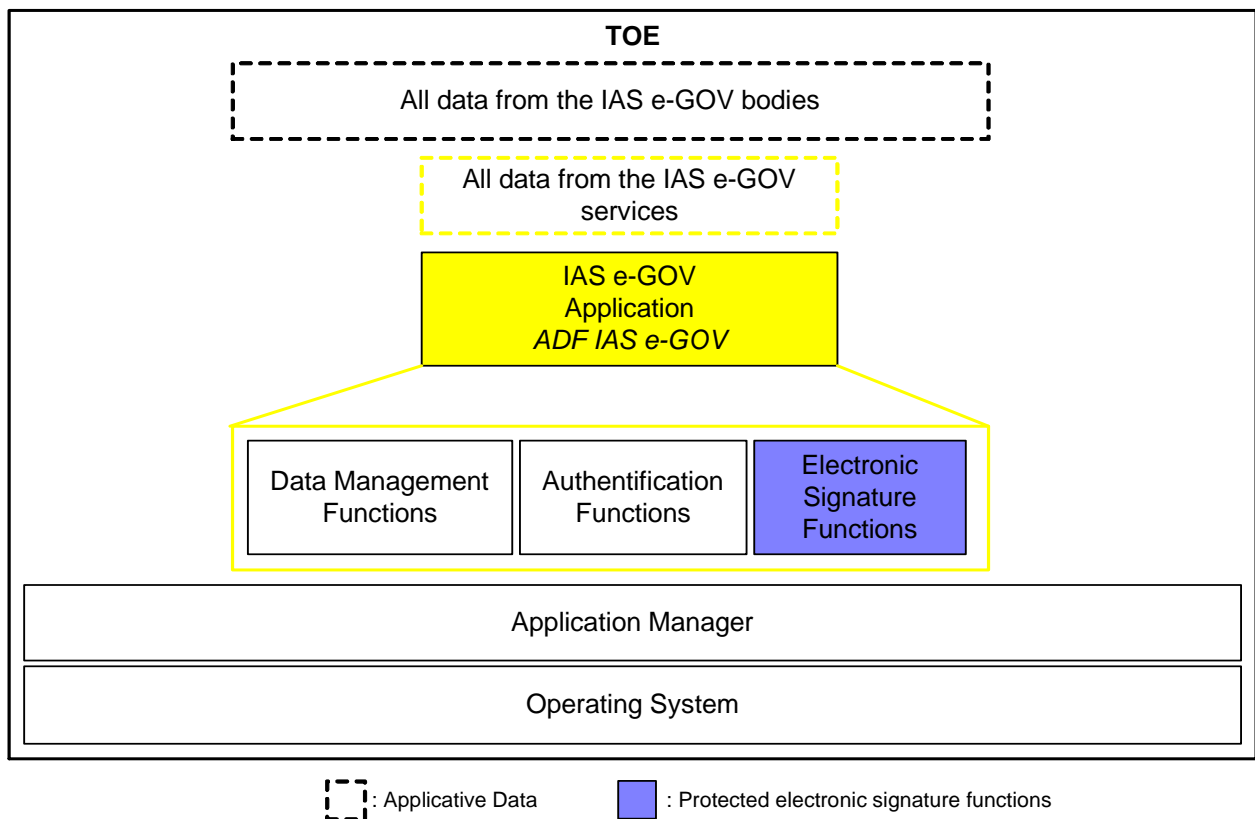 TOE
All data from the IAS e-GOV bodies
All data from the IAS e-GOV
services
IAS e-GOV
Application
ADF IAS e-GOV
Data Management
Functions
Authentification
Functions
Electronic
Signature
Functions
Application Manager
Operating System
: Applicative Data
: Protected electronic signature functions